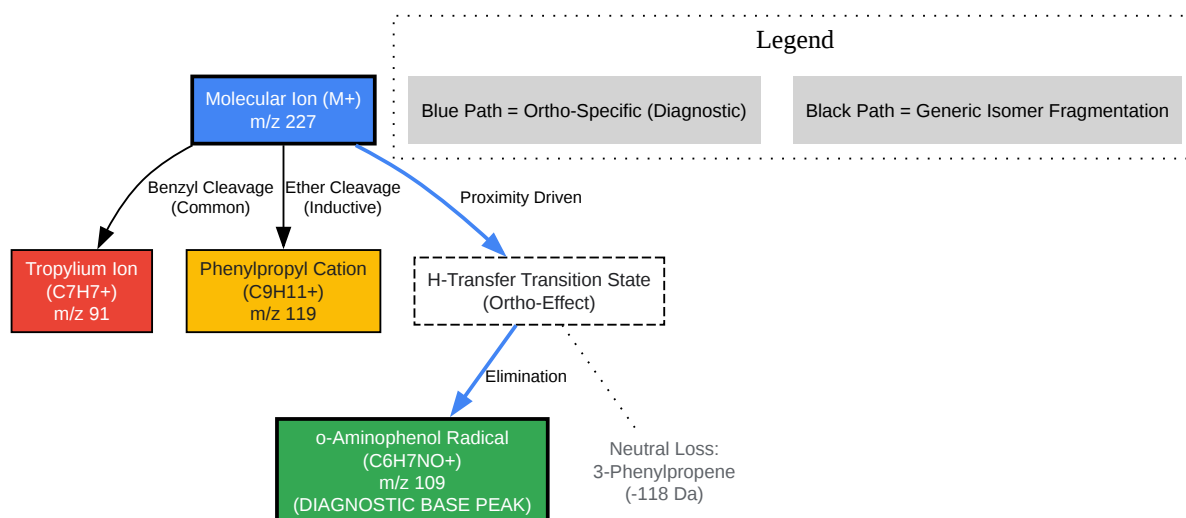 Legend
Blue Path = Ortho-Specific (Diagnostic)
Black Path = Generic Isomer Fragmentation
Molecular Ion (M+)
m/z 227
Benzyl Cleavage
(Common)
Ether Cleavage
(Inductive)
Proximity Driven
Tropylium Ion
(C7H7+)
m/z 91
Phenylpropyl Cation
(C9H11+)
m/z 119
H-Transfer Transition State
(Ortho-Effect)
Elimination
o-Aminophenol Radical
(C6H7NO+)
m/z 109
(DIAGNOSTIC BASE PEAK)
Neutral Loss:
3-Phenylpropene
(-118 Da)